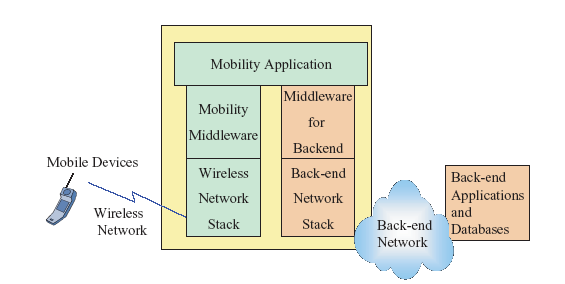 Mobility Application
Mobility
Middleware
Middleware
for
Backend
Mobile Devices
Wireless
Network
Wireless
Network
Stack
Back-end
Network
Stack
Back-end
Network
Back-end
Applications
and
Databases